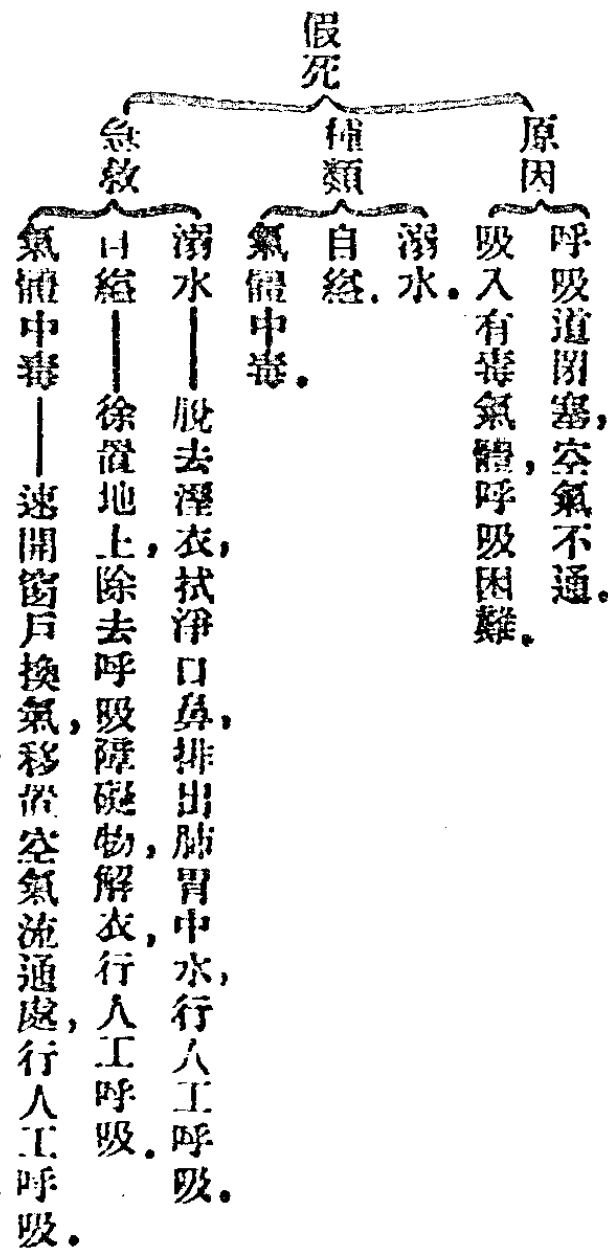 假死
原因
呼吸道閉塞，空氣不通。
吸入有毒氣體，呼吸困難。
種類
溺水．
自縊．
氣體中毒．
急救
溺水——脫去溼衣，拭淨口鼻，排出肺胃中水，行人工呼吸。
自縊——徐置地上，除去呼吸障礙物，解衣，行人工呼吸．
氣體中毒——速開窗戶換氣，移置空氣流通處，行人工呼吸．